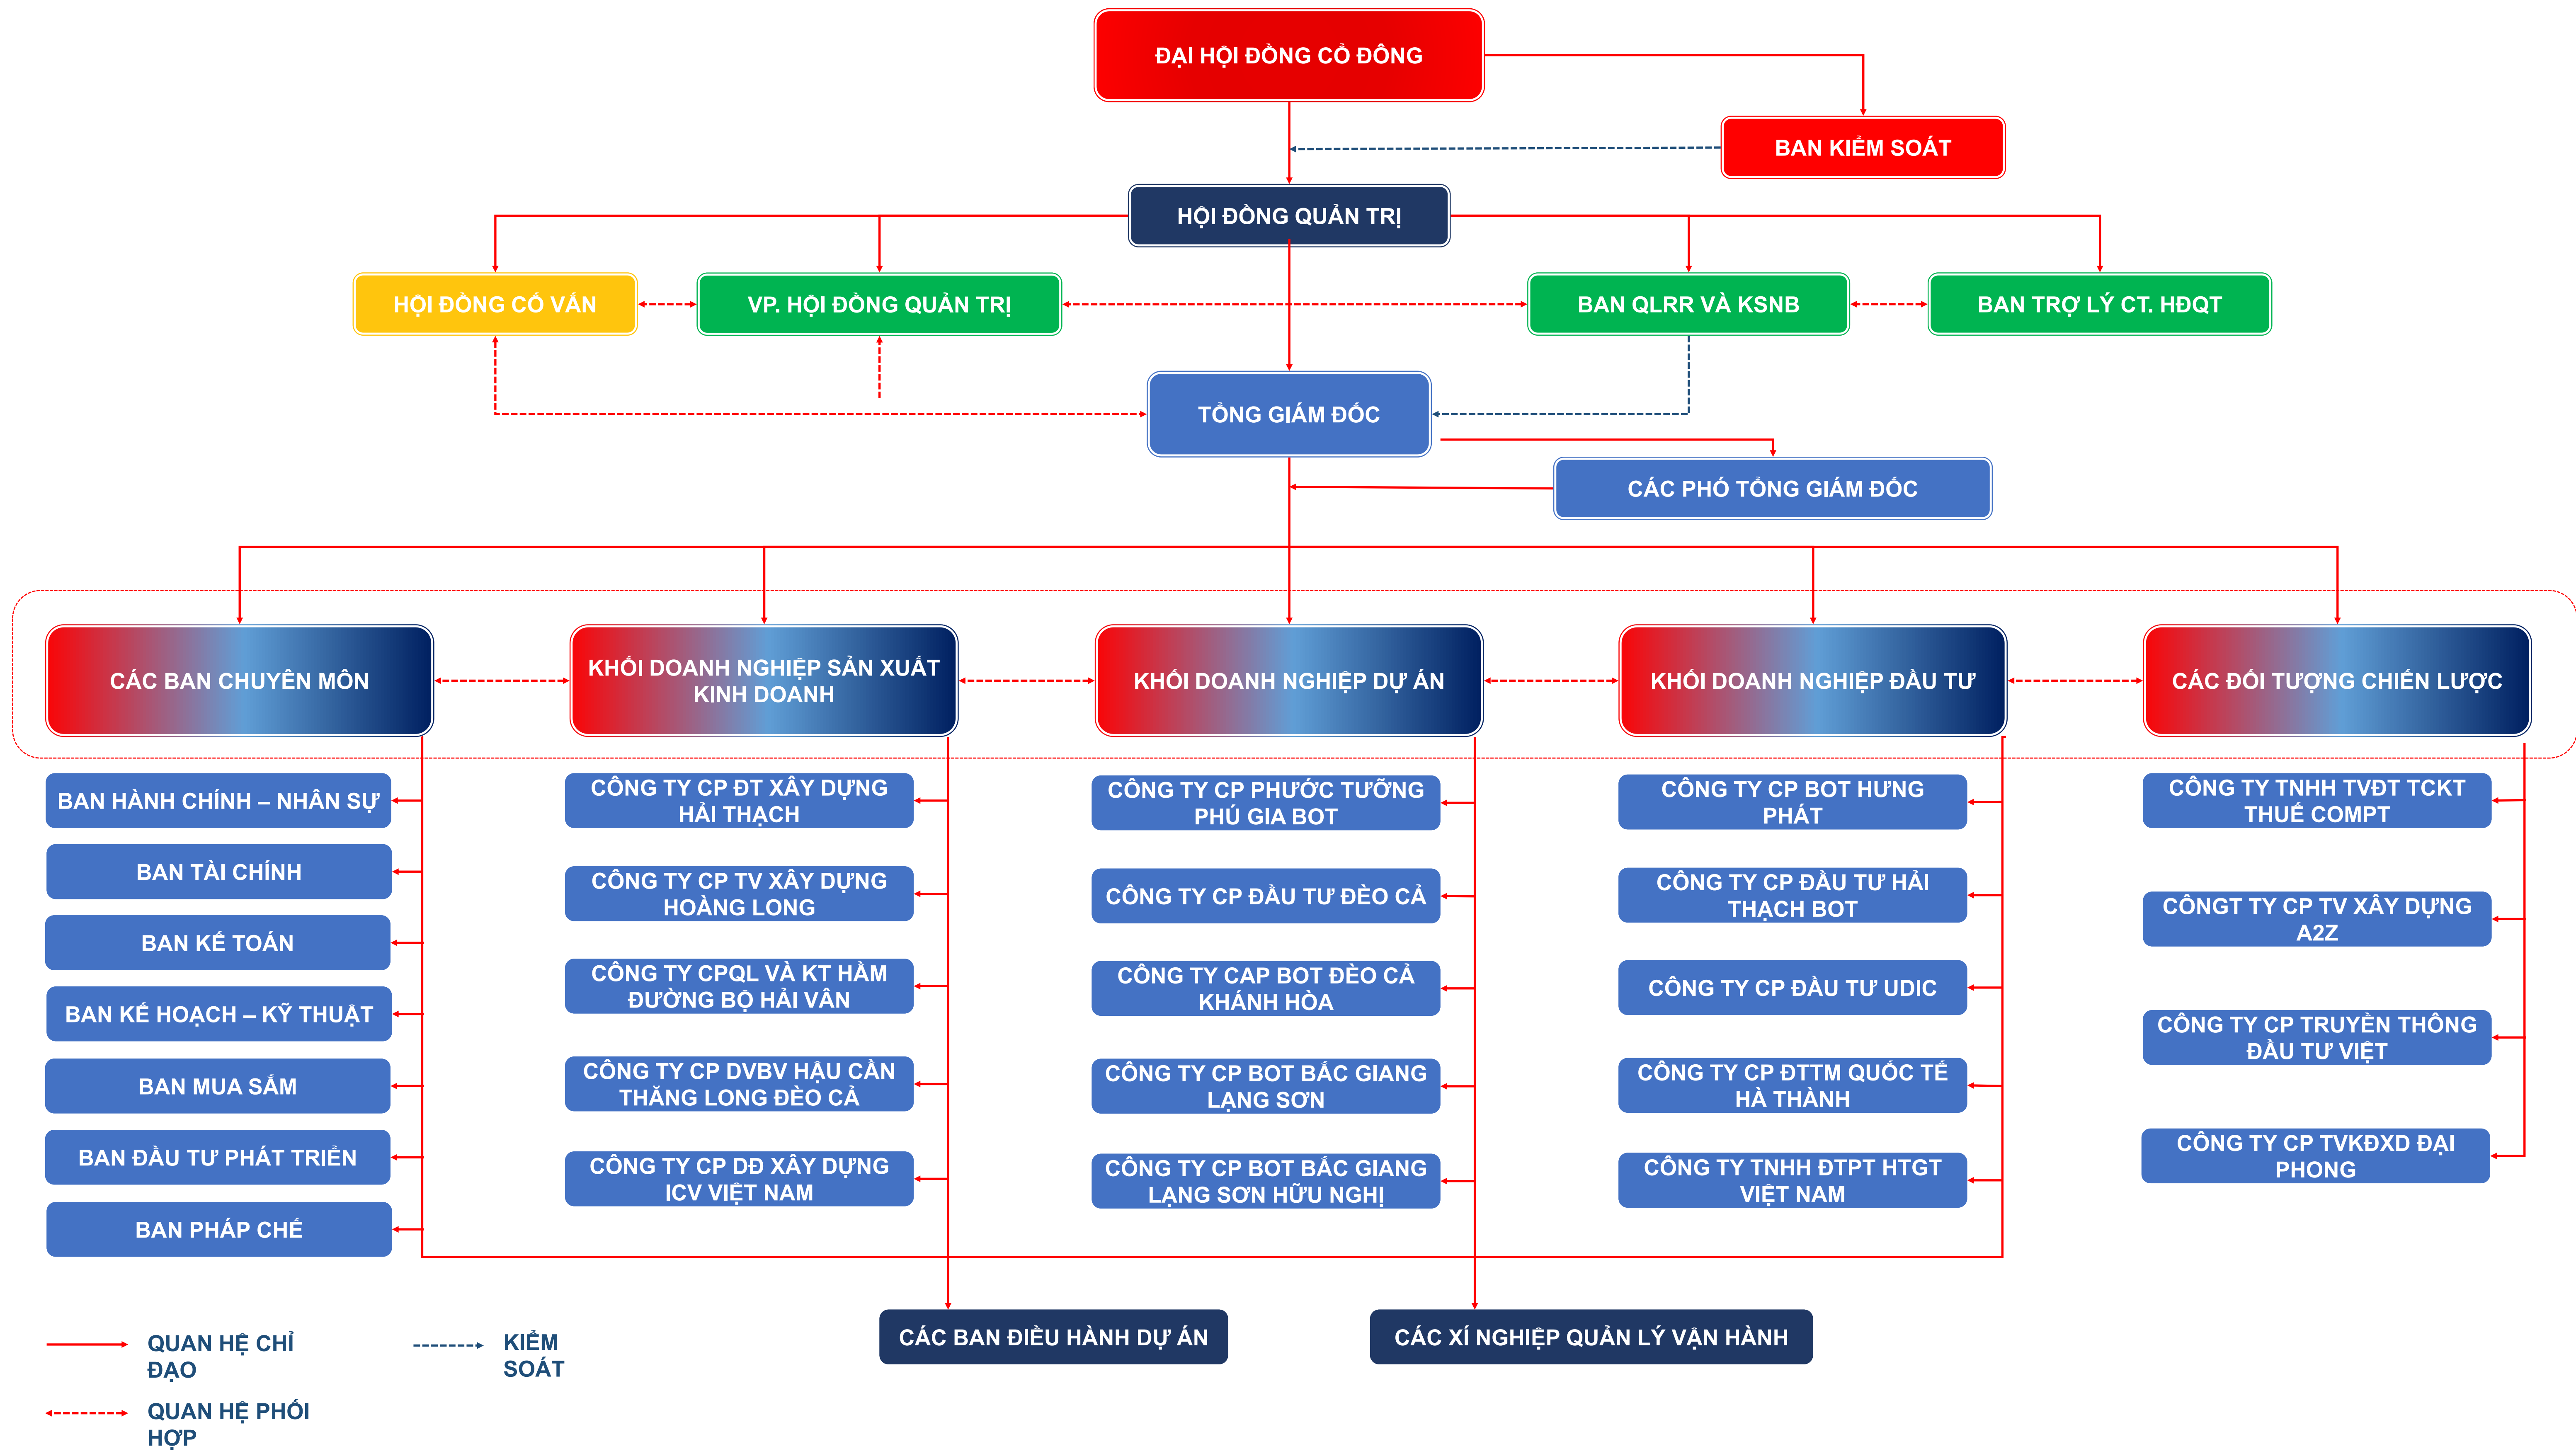 ĐẠI HỘI ĐỒNG CỔ ĐÔNG
BAN KIỂM SOÁT
HỘI ĐỒNG QUẢN TRỊ
HỘI ĐỒNG CỐ VẤN
VP. HỘI ĐỒNG QUẢN TRỊ
BAN QLRR VÀ KSNB
BAN TRỢ LÝ CT. HĐQT
TỔNG GIÁM ĐỐC
CÁC PHÓ TỔNG GIÁM ĐỐC
CÁC BAN CHUYÊN MÔN
KHỐI DOANH NGHIỆP SẢN XUẤT
KINH DOANH
KHỐI DOANH NGHIỆP DỰ ÁN
KHỐI DOANH NGHIỆP ĐẦU TƯ
CÁC ĐỐI TƯỢNG CHIẾN LƯỢC
BAN HÀNH CHÍNH – NHÂN SỰ
BAN TÀI CHÍNH
BAN KẾ TOÁN
BAN KẾ HOẠCH – KỸ THUẬT
BAN MUA SẮM
BAN ĐẦU TƯ PHÁT TRIỂN
BAN PHÁP CHẾ
CÔNG TY CP ĐT XÂY DỰNG
HẢI THẠCH
CÔNG TY CP TV XÂY DỰNG
HOÀNG LONG
CÔNG TY CPQL VÀ KT HẦM
ĐƯỜNG BỘ HẢI VÂN
CÔNG TY CP DVBV HẬU CẦN
THĂNG LONG ĐÈO CẢ
CÔNG TY CP DĐ XÂY DỰNG
ICV VIỆT NAM
CÔNG TY CP PHƯỚC TƯỠNG
PHÚ GIA BOT
CÔNG TY CP ĐẦU TƯ ĐÈO CẢ
CÔNG TY CAP BOT ĐÈO CẢ
KHÁNH HÒA
CÔNG TY CP BOT BẮC GIANG
LẠNG SƠN
CÔNG TY CP BOT BẮC GIANG
LẠNG SƠN HỮU NGHỊ
CÔNG TY CP BOT HƯNG
PHÁT
CÔNG TY CP ĐẦU TƯ HẢI
THẠCH BOT
CÔNG TY CP ĐẦU TƯ UDIC
CÔNG TY CP ĐTTM QUỐC TẾ
HÀ THÀNH
CÔNG TY TNHH ĐTPT HTGT
VIỆT NAM
CÔNG TY TNHH TVĐT TCKT
THUẾ COMPT
CÔNGT TY CP TV XÂY DỰNG
A2Z
CÔNG TY CP TRUYỀN THÔNG
ĐẦU TƯ VIỆT
CÔNG TY CP TVKĐXD ĐẠI
PHONG
CÁC BAN ĐIỀU HÀNH DỰ ÁN
CÁC XÍ NGHIỆP QUẢN LÝ VẬN HÀNH
QUAN HỆ CHỈ
ĐẠO
KIỂM
SOÁT
QUAN HỆ PHỐI
HỢP